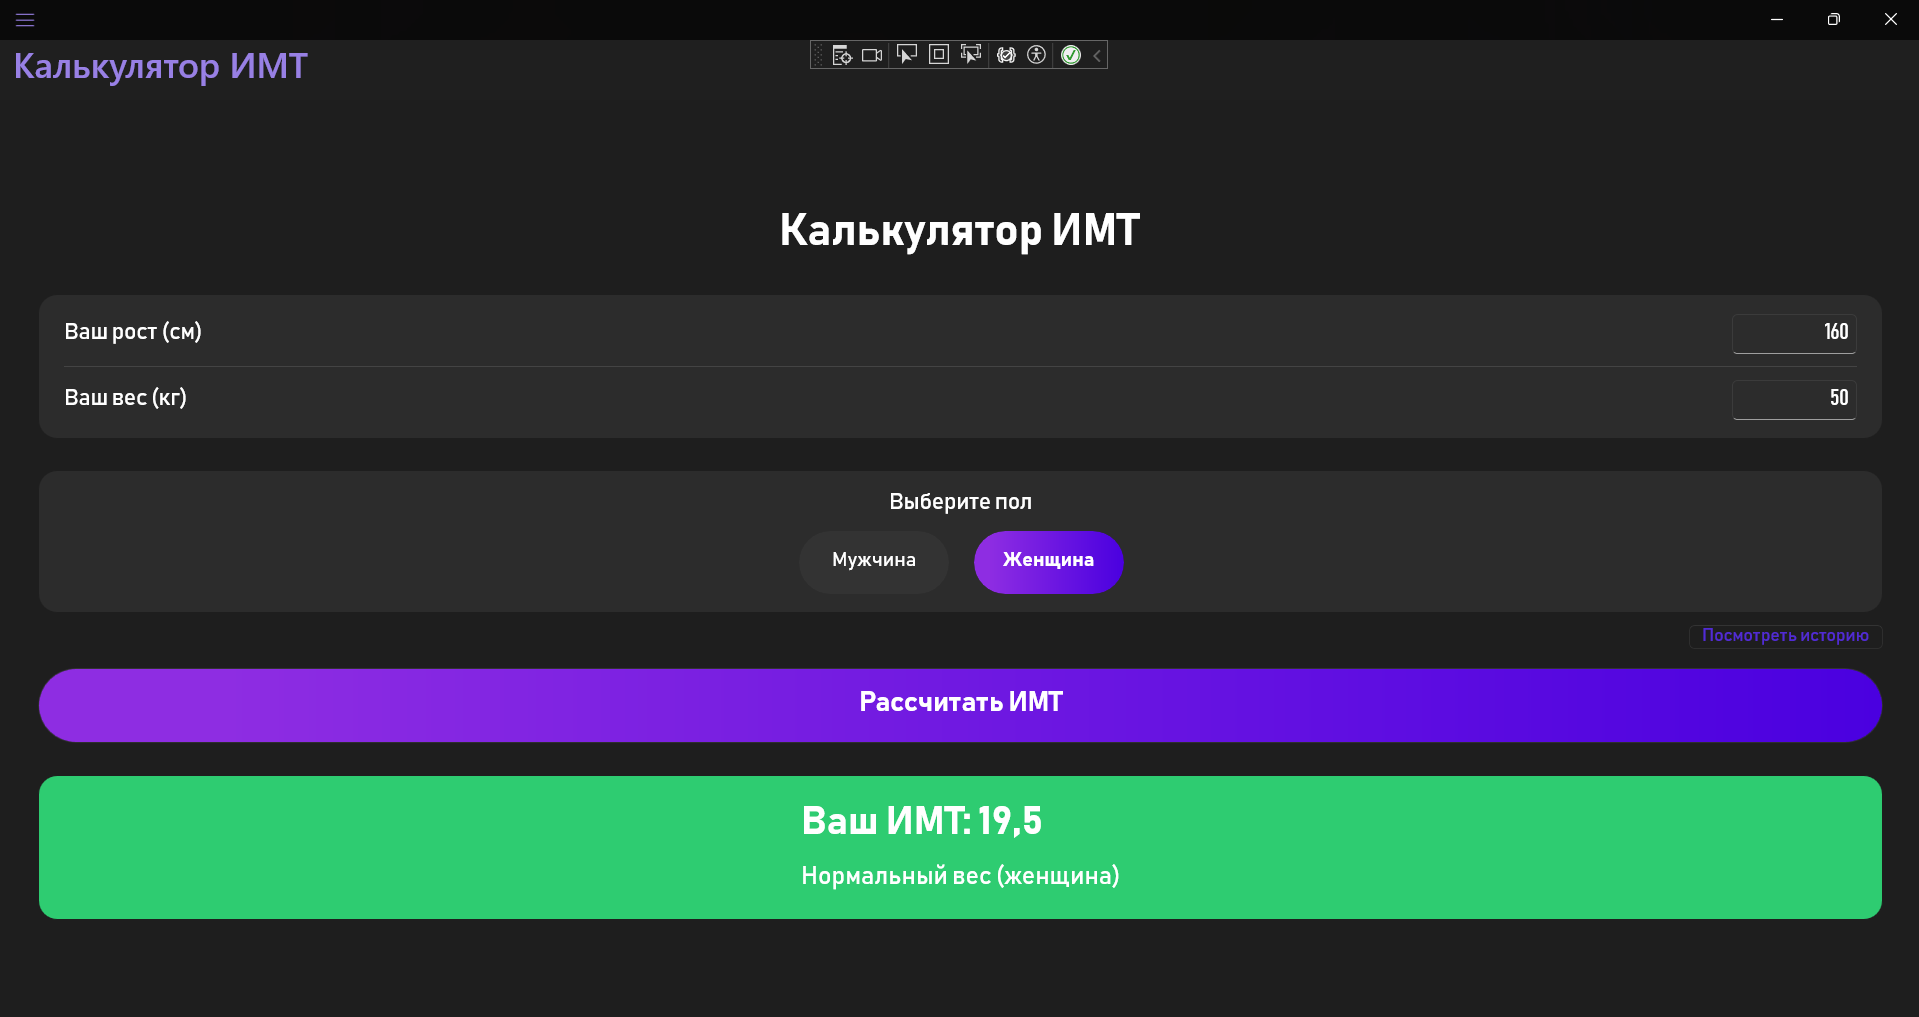 Калькулятор ИМТ
Калькулятор ИМТ
Ваш рост (см)
160
Ваш вес (кг)
50
Выберите пол
Мужчина
Женщина
Посмотреть историю
Рассчитать ИМТ
Ваш ИМТ: 19,5
Нормальный вес (женщина)